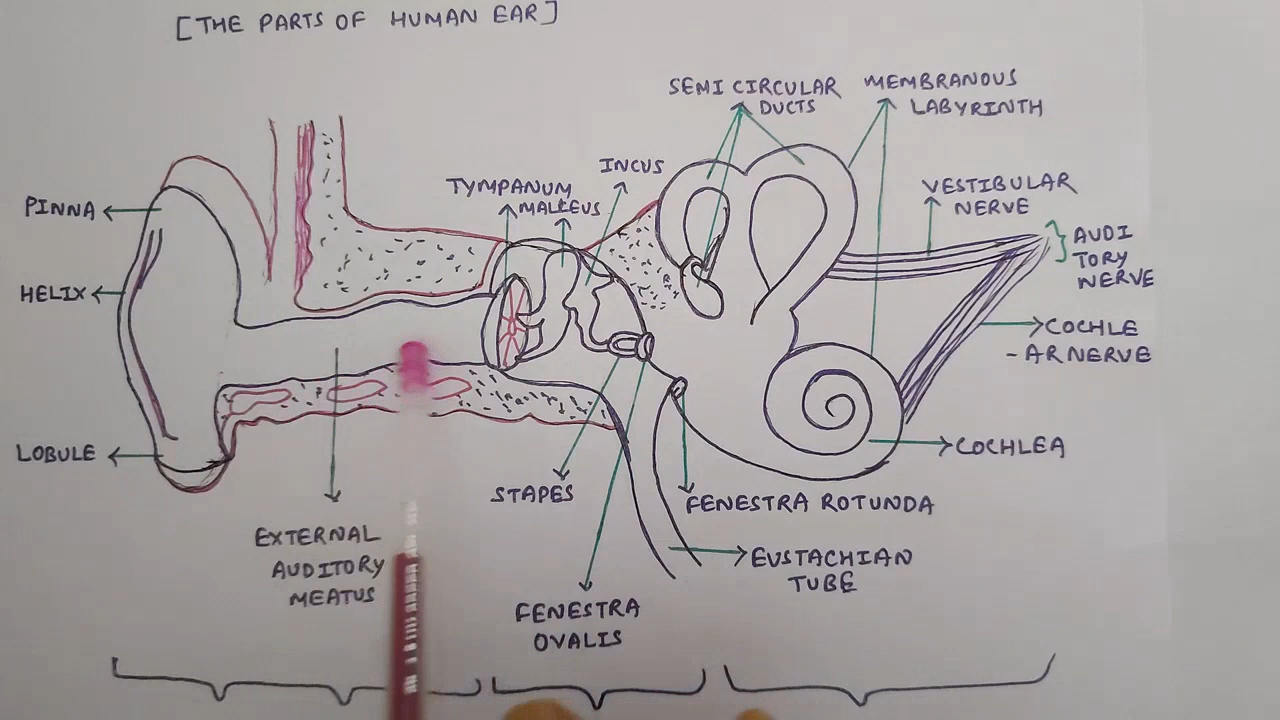 [THE PARTS OF HUMAN EAR]
SEMI CIRCULAR
DUCTS
MEMBRANOUS
LABYRINTH
INCUS
TYMPANUM
MALLEUS
VESTIBULAR
NERVE
PINNA
AUDI
TORY
NERVE
HELIX
COCHLE
-AR NERVE
LOBULE
COCHLEA
STAPES
FENESTRA ROTUNDA
EXTERNAL
AUDITORY
MEATUS
EUSTACHIAN
TUBE
FENESTRA
OVALIS